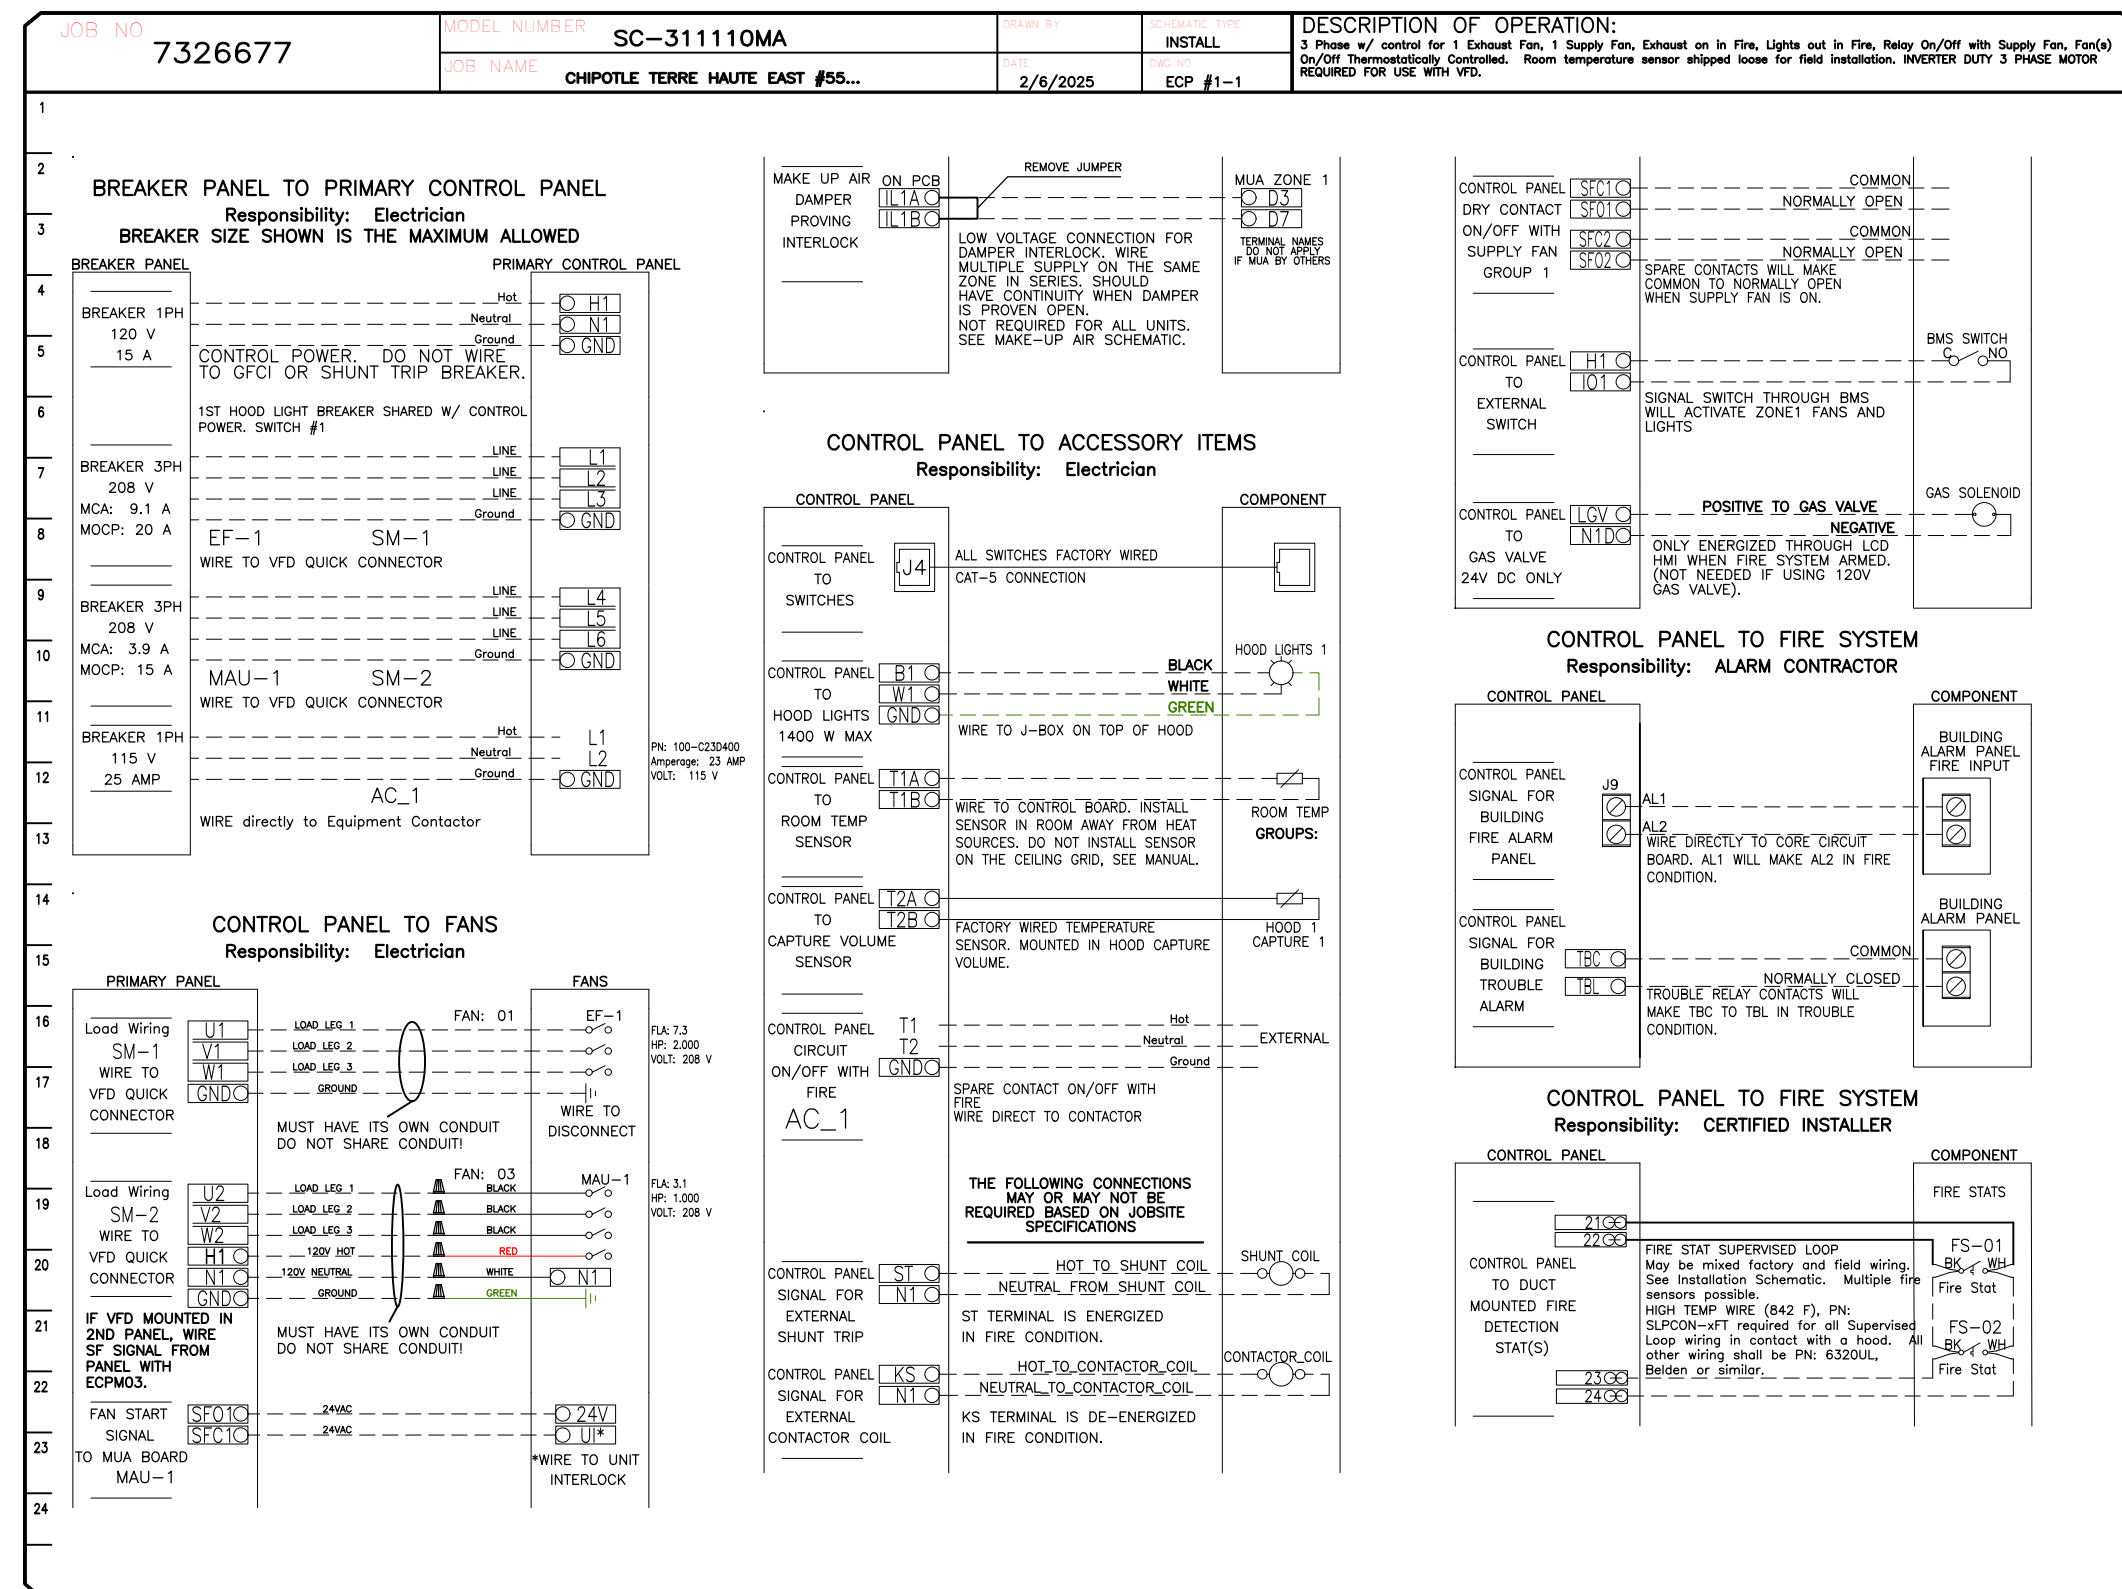 JOB NO
7326677
MODEL NUMBER
SC-311110MA
JOB NAME
CHIPOTLE TERRE HAUTE EAST #55...
DRAWN BY
SCHEMATIC TYPE
INSTALL
DATE
2/6/2025
DWG NO
ECP #1-1
DESCRIPTION OF OPERATION:
3 Phase w/ control for 1 Exhaust Fan, 1 Supply Fan, Exhaust on in Fire, Lights out in Fire, Relay On/Off with Supply Fan, Fan(s)
On/Off Thermostatically Controlled. Room temperature sensor shipped loose for field installation. INVERTER DUTY 3 PHASE MOTOR
REQUIRED FOR USE WITH VFD.
1
2
3
4
5
6
7
8
9
10
11
12
13
14
15
16
17
18
19
20
21
22
23
24
BREAKER PANEL TO PRIMARY CONTROL PANEL
Responsibility: Electrician
BREAKER SIZE SHOWN IS THE MAXIMUM ALLOWED
BREAKER PANEL
PRIMARY CONTROL PANEL
BREAKER 1PH
120 V
15 A
Hot
Neutral
Ground
H1
N1
GND
CONTROL POWER. DO NOT WIRE
TO GFCI OR SHUNT TRIP BREAKER.
1ST HOOD LIGHT BREAKER SHARED W/ CONTROL
POWER. SWITCH #1
BREAKER 3PH
208 V
MCA: 9.1 A
MOCP: 20 A
LINE
LINE
LINE
Ground
L1
L2
L3
GND
EF-1 SM-1
WIRE TO VFD QUICK CONNECTOR
BREAKER 3PH
208 V
MCA: 3.9 A
MOCP: 15 A
LINE
LINE
LINE
Ground
L4
L5
L6
GND
MAU-1 SM-2
WIRE TO VFD QUICK CONNECTOR
BREAKER 1PH
115 V
25 AMP
Hot
Neutral
Ground
L1
L2
GND
PN: 100-C23D400
Amperage: 23 AMP
VOLT: 115 V
AC_1
WIRE directly to Equipment Contactor
CONTROL PANEL TO FANS
Responsibility: Electrician
PRIMARY PANEL
FANS
Load Wiring
SM-1
WIRE TO
VFD QUICK
CONNECTOR
U1
V1
W1
GND
LOAD LEG 1
LOAD LEG 2
LOAD LEG 3
GROUND
FAN: 01
EF-1
FLA: 7.3
HP: 2.000
VOLT: 208 V
WIRE TO
DISCONNECT
MUST HAVE ITS OWN CONDUIT
DO NOT SHARE CONDUIT!
Load Wiring
SM-2
WIRE TO
VFD QUICK
CONNECTOR
U2
V2
W2
H1
N1
GND
LOAD LEG 1
LOAD LEG 2
LOAD LEG 3
120V HOT
120V NEUTRAL
GROUND
FAN: 03
BLACK
BLACK
BLACK
RED
WHITE
GREEN
MAU-1
N1
FLA: 3.1
HP: 1.000
VOLT: 208 V
IF VFD MOUNTED IN
2ND PANEL, WIRE
SF SIGNAL FROM
PANEL WITH
ECPM03.
MUST HAVE ITS OWN CONDUIT
DO NOT SHARE CONDUIT!
FAN START
SIGNAL
TO MUA BOARD
MAU-1
SFO1
SFC1
24VAC
24VAC
24V
UI*
*WIRE TO UNIT
INTERLOCK
MAKE UP AIR
DAMPER
PROVING
INTERLOCK
ON PCB
IL1A
IL1B
REMOVE JUMPER
MUA ZONE 1
D3
D7
TERMINAL NAMES
DO NOT APPLY
IF MUA BY OTHERS
LOW VOLTAGE CONNECTION FOR
DAMPER INTERLOCK. WIRE
MULTIPLE SUPPLY ON THE SAME
ZONE IN SERIES. SHOULD
HAVE CONTINUITY WHEN DAMPER
IS PROVEN OPEN.
NOT REQUIRED FOR ALL UNITS.
SEE MAKE-UP AIR SCHEMATIC.
CONTROL PANEL TO ACCESSORY ITEMS
Responsibility: Electrician
CONTROL PANEL
COMPONENT
CONTROL PANEL
TO
SWITCHES
J4
ALL SWITCHES FACTORY WIRED
CAT-5 CONNECTION
CONTROL PANEL
TO
HOOD LIGHTS
1400 W MAX
B1
W1
GND
BLACK
WHITE
GREEN
HOOD LIGHTS 1
WIRE TO J-BOX ON TOP OF HOOD
CONTROL PANEL
TO
ROOM TEMP
SENSOR
T1A
T1B
WIRE TO CONTROL BOARD. INSTALL
SENSOR IN ROOM AWAY FROM HEAT
SOURCES. DO NOT INSTALL SENSOR
ON THE CEILING GRID, SEE MANUAL.
ROOM TEMP
GROUPS:
CONTROL PANEL
TO
CAPTURE VOLUME
SENSOR
T2A
T2B
FACTORY WIRED TEMPERATURE
SENSOR. MOUNTED IN HOOD CAPTURE
VOLUME.
HOOD 1
CAPTURE 1
CONTROL PANEL
CIRCUIT
ON/OFF WITH
FIRE
AC_1
T1
T2
GND
Hot
Neutral
Ground
EXTERNAL
SPARE CONTACT ON/OFF WITH
FIRE
WIRE DIRECT TO CONTACTOR
THE FOLLOWING CONNECTIONS
MAY OR MAY NOT BE
REQUIRED BASED ON JOBSITE
SPECIFICATIONS
CONTROL PANEL
SIGNAL FOR
EXTERNAL
SHUNT TRIP
ST
N1
HOT TO SHUNT COIL
NEUTRAL FROM SHUNT COIL
SHUNT COIL
ST TERMINAL IS ENERGIZED
IN FIRE CONDITION.
CONTROL PANEL
SIGNAL FOR
EXTERNAL
CONTACTOR COIL
KS
N1
HOT TO CONTACTOR COIL
NEUTRAL TO CONTACTOR COIL
CONTACTOR COIL
KS TERMINAL IS DE-ENERGIZED
IN FIRE CONDITION.
CONTROL PANEL
DRY CONTACT
ON/OFF WITH
SUPPLY FAN
GROUP 1
SFC1
SFO1
SFC2
SFO2
COMMON
NORMALLY OPEN
COMMON
NORMALLY OPEN
SPARE CONTACTS WILL MAKE
COMMON TO NORMALLY OPEN
WHEN SUPPLY FAN IS ON.
CONTROL PANEL
TO
EXTERNAL
SWITCH
H1
IO1
BMS SWITCH
C NO
SIGNAL SWITCH THROUGH BMS
WILL ACTIVATE ZONE1 FANS AND
LIGHTS
CONTROL PANEL
TO
GAS VALVE
24V DC ONLY
LGV
N1DC
POSITIVE TO GAS VALVE
NEGATIVE
GAS SOLENOID
ONLY ENERGIZED THROUGH LCD
HMI WHEN FIRE SYSTEM ARMED.
(NOT NEEDED IF USING 120V
GAS VALVE).
CONTROL PANEL TO FIRE SYSTEM
Responsibility: ALARM CONTRACTOR
CONTROL PANEL
COMPONENT
CONTROL PANEL
SIGNAL FOR
BUILDING
FIRE ALARM
PANEL
J9
AL1
AL2
BUILDING
ALARM PANEL
FIRE INPUT
WIRE DIRECTLY TO CORE CIRCUIT
BOARD. AL1 WILL MAKE AL2 IN FIRE
CONDITION.
CONTROL PANEL
SIGNAL FOR
BUILDING
TROUBLE
ALARM
TBC
TBL
COMMON
NORMALLY CLOSED
BUILDING
ALARM PANEL
TROUBLE RELAY CONTACTS WILL
MAKE TBC TO TBL IN TROUBLE
CONDITION.
CONTROL PANEL TO FIRE SYSTEM
Responsibility: CERTIFIED INSTALLER
CONTROL PANEL
COMPONENT
FIRE STATS
CONTROL PANEL
TO DUCT
MOUNTED FIRE
DETECTION
STAT(S)
21
22
23
24
FIRE STAT SUPERVISED LOOP
May be mixed factory and field wiring.
See Installation Schematic. Multiple fire
sensors possible.
HIGH TEMP WIRE (842 F), PN:
SLPCON-xFT required for all Supervised
Loop wiring in contact with a hood. All
other wiring shall be PN: 6320UL,
Belden or similar.
FS-01
BK WH
Fire Stat
FS-02
BK WH
Fire Stat